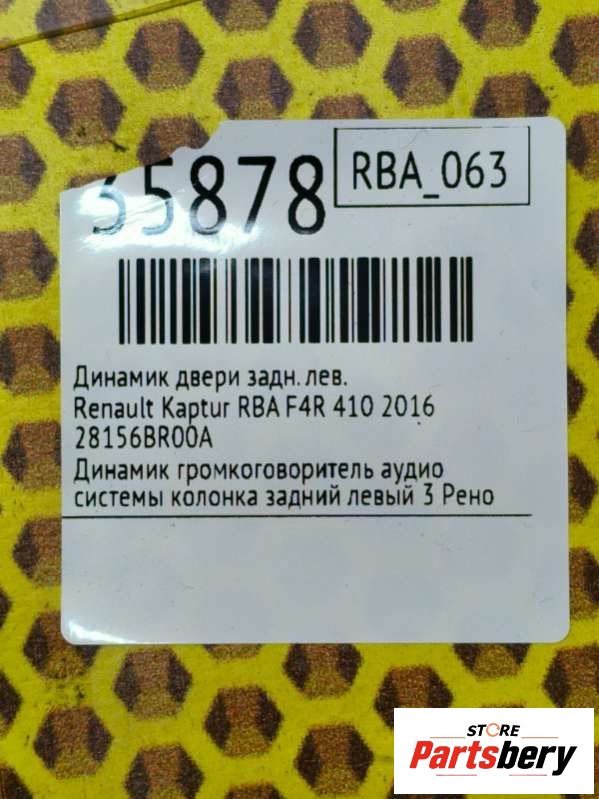 35878
RBA_063
Динамик двери задн. лев.
Renault Kaptur RBA F4R 410 2016
28156BR00A
Динамик громкоговоритель аудио
системы колонка задний левый 3 Рено
STORE
Partsbery